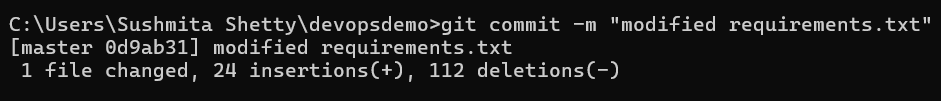 C:\Users\Sushmita Shetty\devopsdemo>git commit -m "modified requirements.txt"
[master 0d9ab31] modified requirements.txt
 1 file changed, 24 insertions(+), 112 deletions(-)